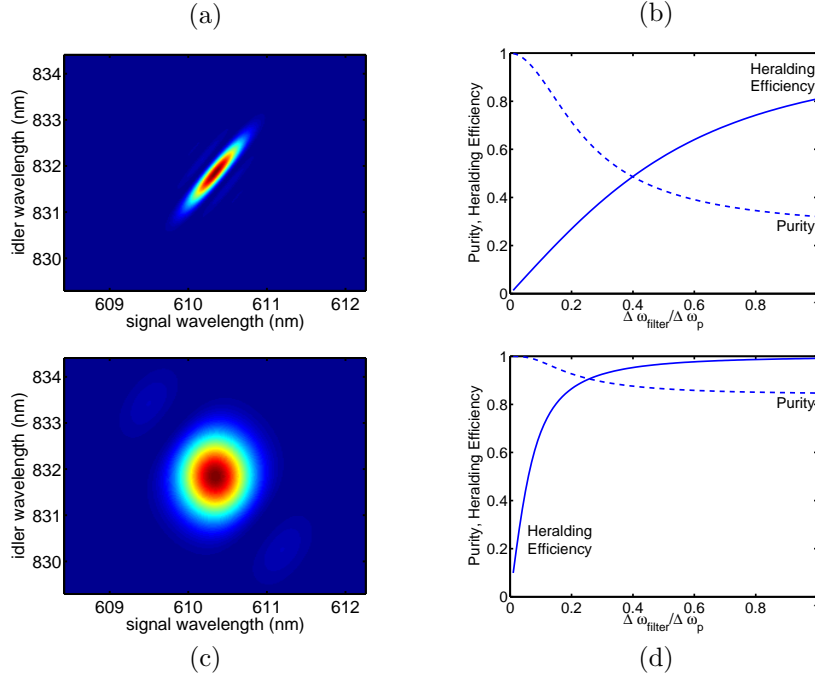 (a)
(b)
834
833
832
831
830
idler wavelength (nm)
609 610 611 612
signal wavelength (nm)
1
0.8
0.6
0.4
0.2
0
Purity, Heralding Efficiency
Heralding
Efficiency
Purity
0 0.2 0.4 0.6 0.8 1
Δ ω_filter/Δ ω_p
834
833
832
831
830
idler wavelength (nm)
609 610 611 612
signal wavelength (nm)
1
0.8
0.6
0.4
0.2
0
Purity, Heralding Efficiency
Purity
Heralding
Efficiency
0 0.2 0.4 0.6 0.8 1
Δ ω_filter/Δ ω_p
(c)
(d)